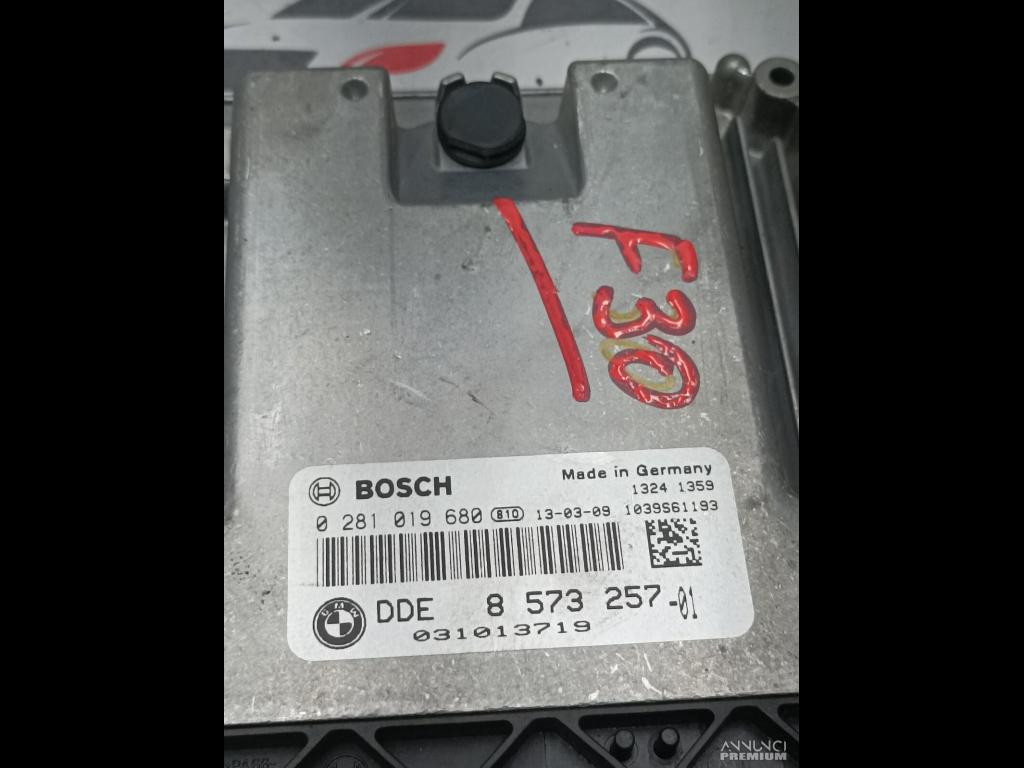 F30
BOSCH
Made in Germany
1324 1359
0 281 019 680 810 13-03-09 1039S61193
BMW
DDE 8 573 257-01
031013719
ANNUNCI
PREMIUM